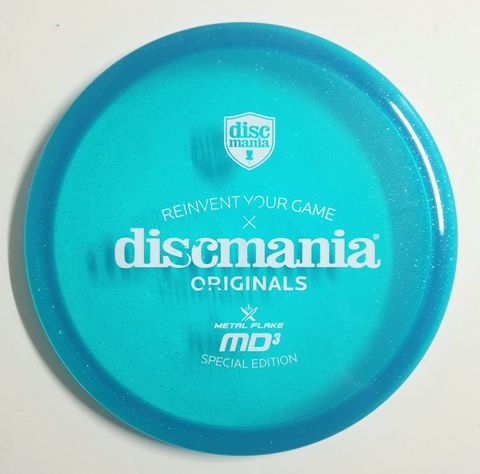 disc
mania
REINVENT YOUR GAME
×
discmania®
ORIGINALS
METAL FLAKE
MD3
SPECIAL EDITION